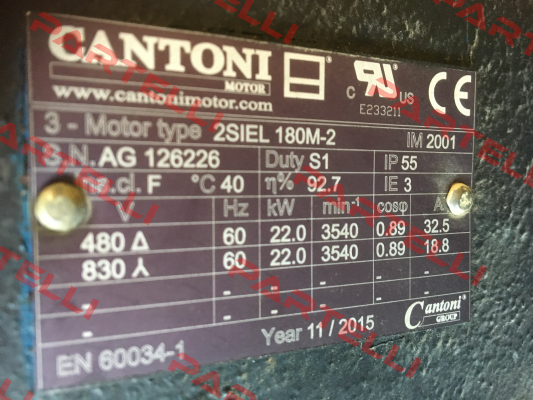 CANTONI
MOTOR
®
www.cantonimotor.com
C RU US
E233211
CE
3 - Motor type 2SIEL 180M-2 IM 2001
S.N. AG 126226 Duty S1 IP 55
cl. F °C 40 η% 92.7 IE 3
V Hz kW min⁻¹ cosφ A
480 Δ 60 22.0 3540 0.89 32.5
830 ⅄ 60 22.0 3540 0.89 18.8
- - - - - -
- - - - - -
EN 60034-1 Year 11 / 2015
Cantoni
GROUP
PARTELLI